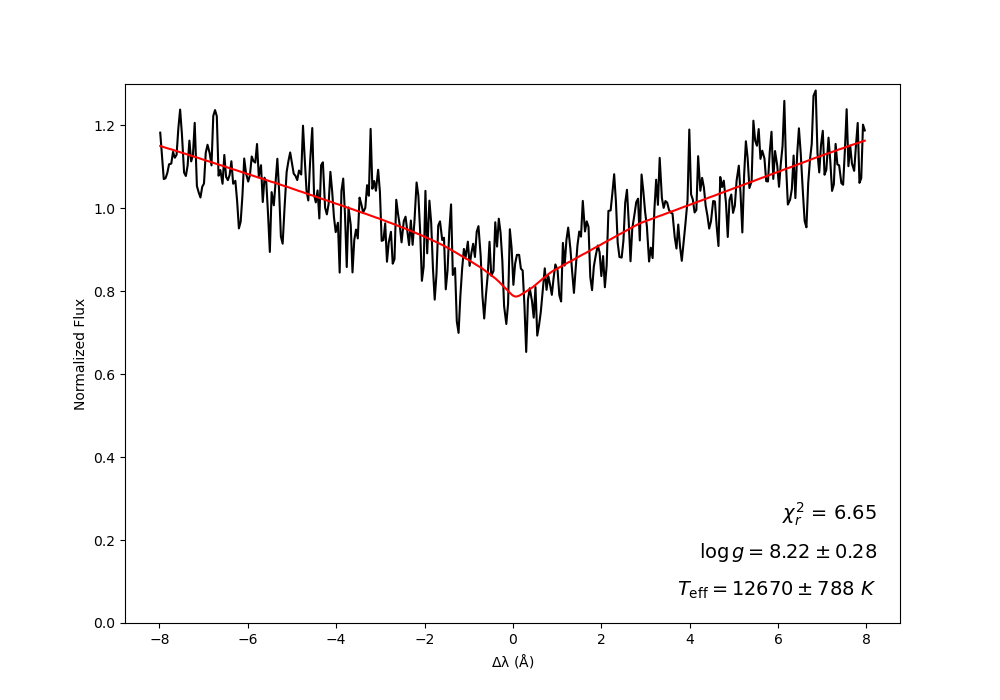 1.2
1.0
0.8
0.6
0.4
0.2
0.0
Normalized Flux
χ²ᵣ = 6.65
log g = 8.22 ± 0.28
T_eff = 12670 ± 788 K
−8 −6 −4 −2 0 2 4 6 8
Δλ (Å)